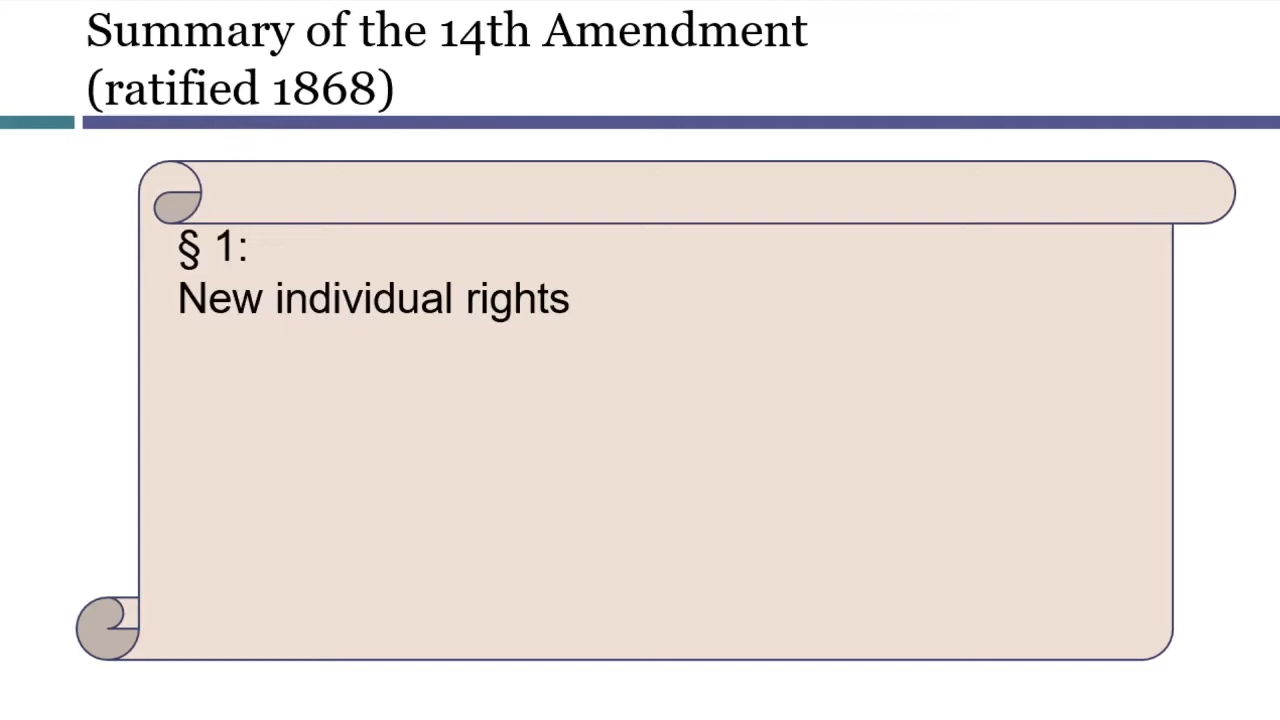 Summary of the 14th Amendment
(ratified 1868)
§ 1:
New individual rights